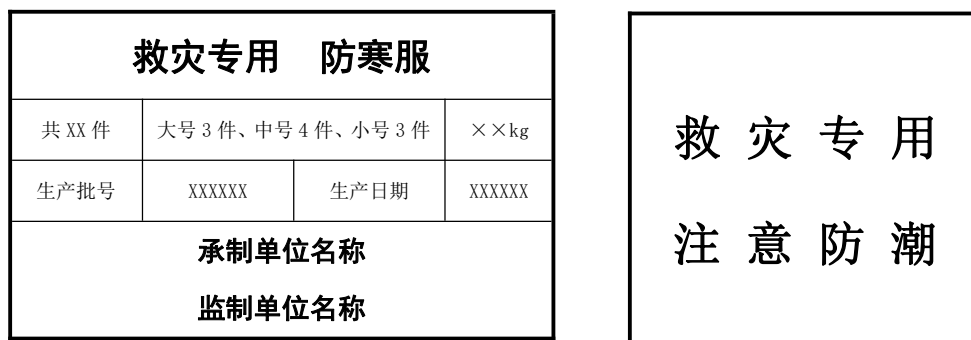 救灾专用 防寒服
共 XX 件 大号 3 件、中号 4 件、小号 3 件 ××kg
生产批号 XXXXXX 生产日期 XXXXXX
承制单位名称
监制单位名称
救灾专用
注意防潮